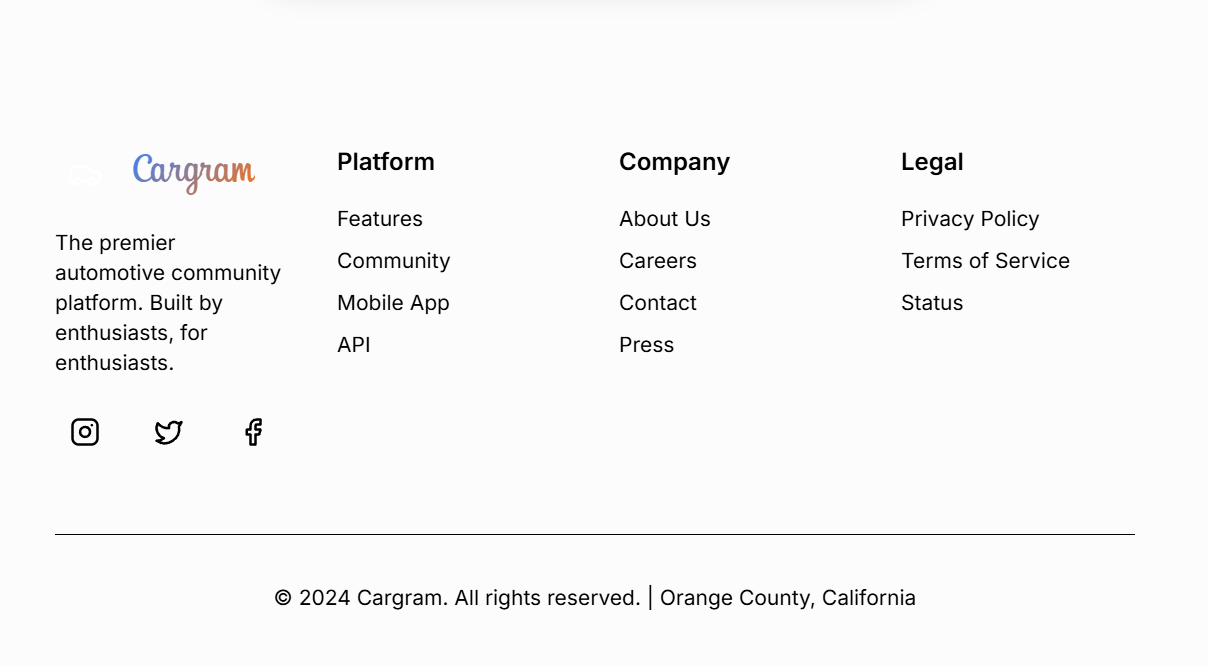 Cargram
The premier
automotive community
platform. Built by
enthusiasts, for
enthusiasts.
Platform
Features
Community
Mobile App
API
Company
About Us
Careers
Contact
Press
Legal
Privacy Policy
Terms of Service
Status
© 2024 Cargram. All rights reserved. | Orange County, California